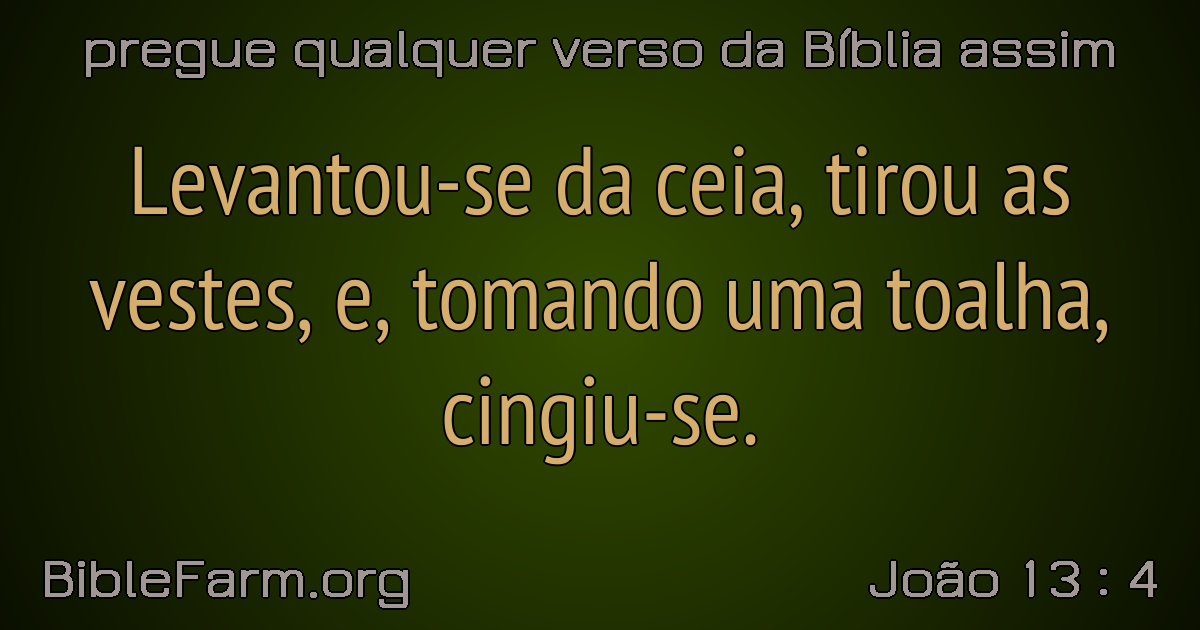 pregue qualquer verso da Bíblia assim
Levantou-se da ceia, tirou as
vestes, e, tomando uma toalha,
cingiu-se.
BibleFarm.org
João 13 : 4